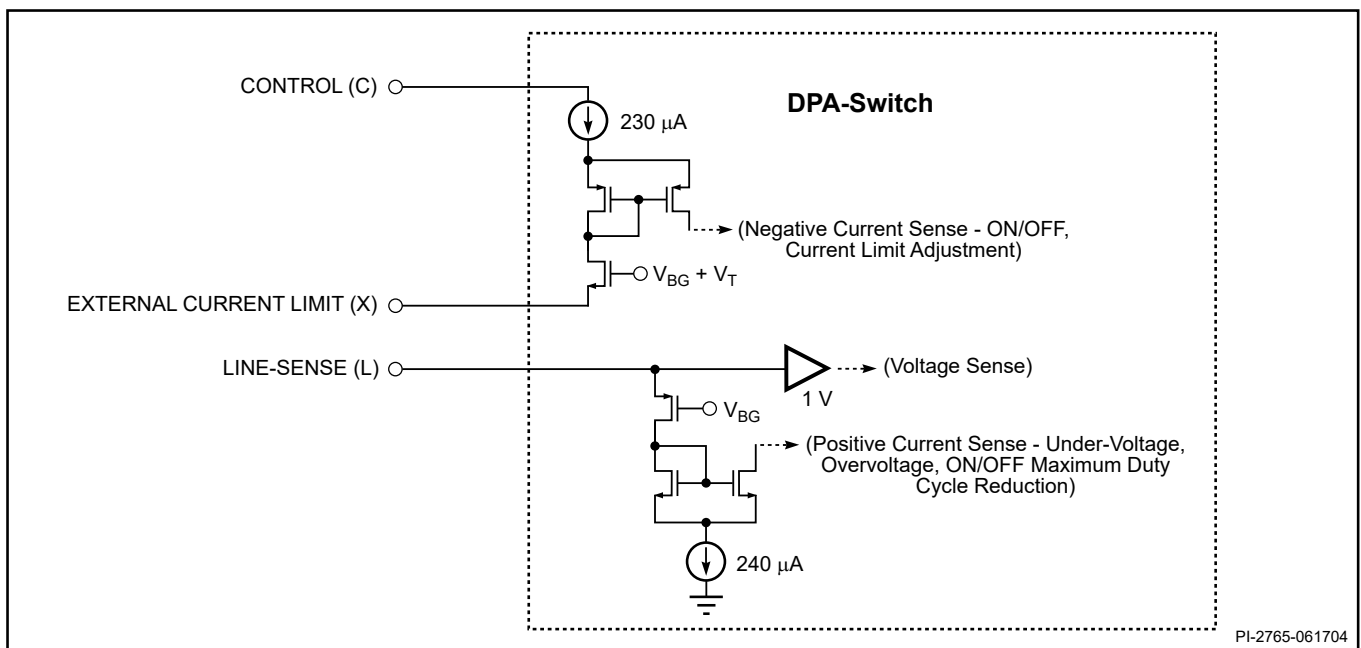 CONTROL (C)
DPA-Switch
230 μA
(Negative Current Sense - ON/OFF,
Current Limit Adjustment)
V_BG + V_T
EXTERNAL CURRENT LIMIT (X)
LINE-SENSE (L)
(Voltage Sense)
1 V
V_BG
(Positive Current Sense - Under-Voltage,
Overvoltage, ON/OFF Maximum Duty
Cycle Reduction)
240 μA
PI-2765-061704